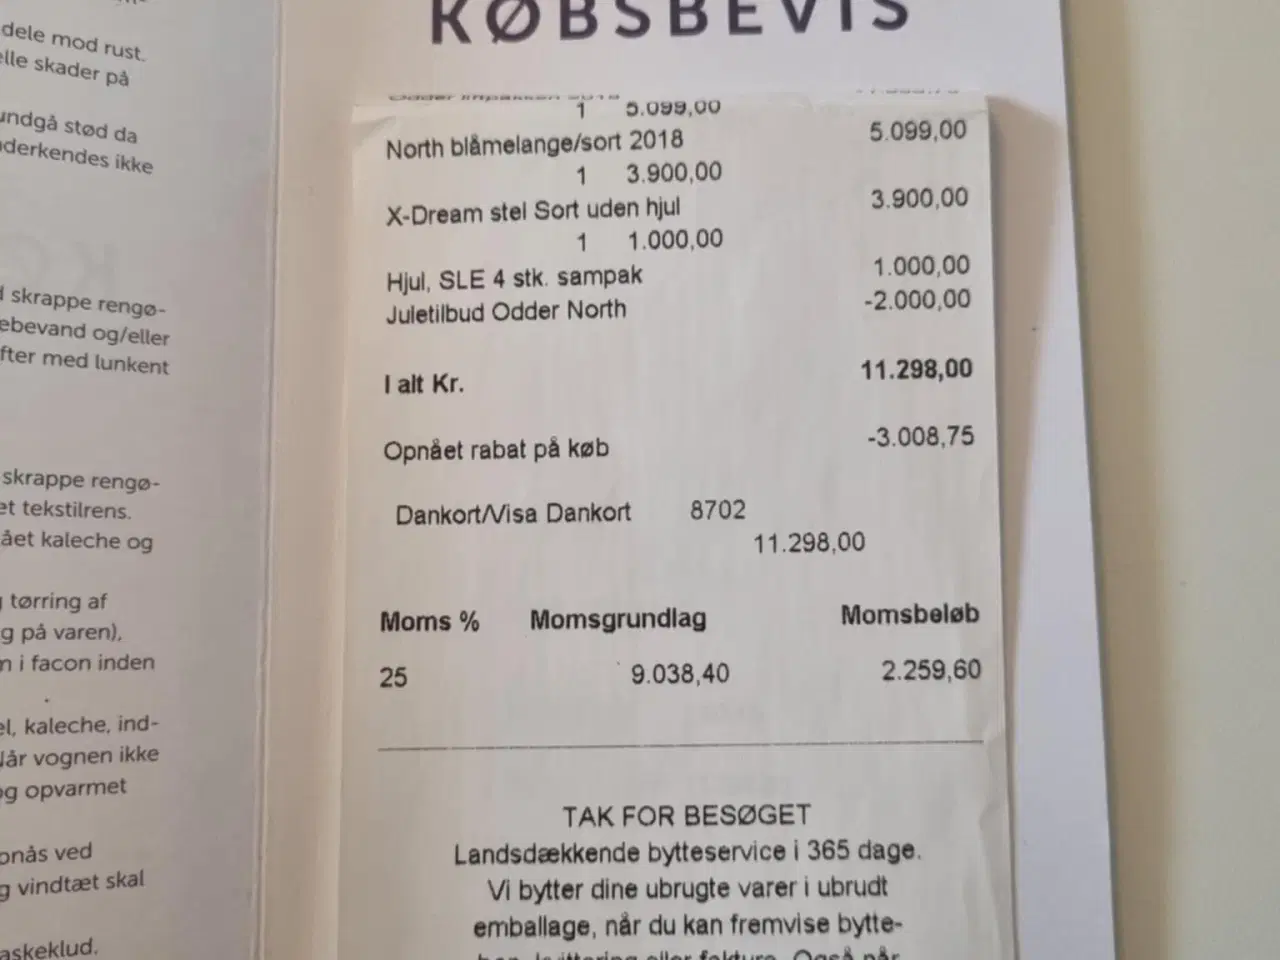 dele mod rust.
elle skader på
undgå stød da
derkendes ikke
skrappe rengø-
ebevand og/eller
fter med lunkent
skrappe rengø-
et tekstilrens.
ået kaleche og
tørring af
g på varen),
i facon inden
el, kaleche, ind-
Når vognen ikke
og opvarmet
pnås ved
g vindtæt skal
askeklud.
KØBSBEVIS
1 5.099,00
North blåmelange/sort 2018 5.099,00
1 3.900,00
X-Dream stel Sort uden hjul 3.900,00
1 1.000,00
Hjul, SLE 4 stk. sampak 1.000,00
Juletilbud Odder North -2.000,00
I alt Kr. 11.298,00
Opnået rabat på køb -3.008,75
Dankort/Visa Dankort 8702
11.298,00
Moms % Momsgrundlag Momsbeløb
25 9.038,40 2.259,60
TAK FOR BESØGET
Landsdækkende bytteservice i 365 dage.
Vi bytter dine ubrugte varer i ubrudt
emballage, når du kan fremvise bytte-